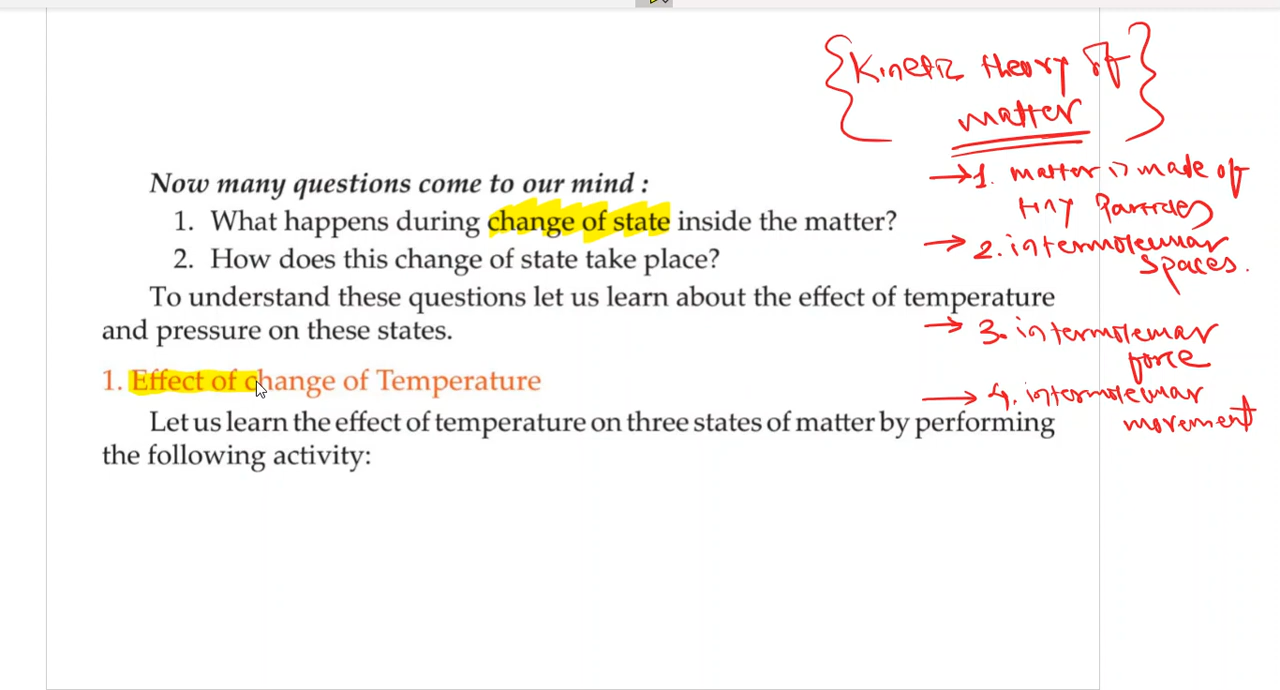 {Kinetic theory of
matter}
→1. matter is made of
tiny Particles
→ 2. intermolecular
spaces.
→ 3. intermolecular
force
→ 4. intermolecular
movement
Now many questions come to our mind :
1. What happens during change of state inside the matter?
2. How does this change of state take place?
To understand these questions let us learn about the effect of temperature
and pressure on these states.
1. Effect of change of Temperature
Let us learn the effect of temperature on three states of matter by performing
the following activity: